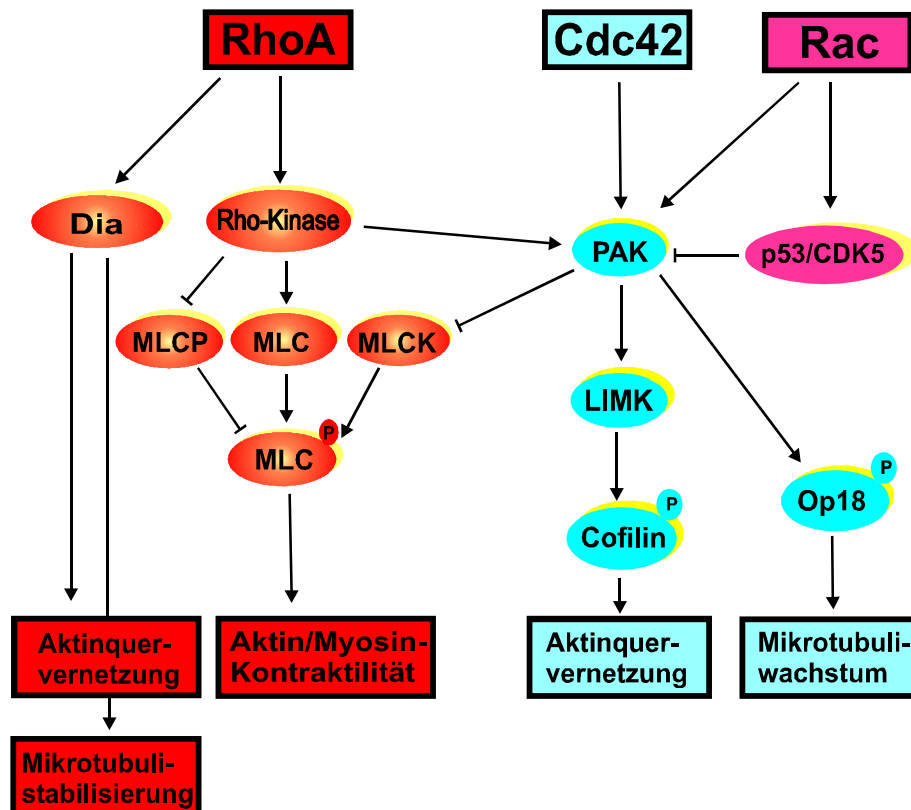 RhoA
Cdc42
Rac
Dia
Rho-Kinase
PAK
p53/CDK5
MLCP
MLC
MLCK
LIMK
P
MLC
P
Op18
P
Cofilin
Aktinquer-
vernetzung
Aktin/Myosin-
Kontraktilität
Aktinquer-
vernetzung
Mikrotubuli-
wachstum
Mikrotubuli-
stabilisierung